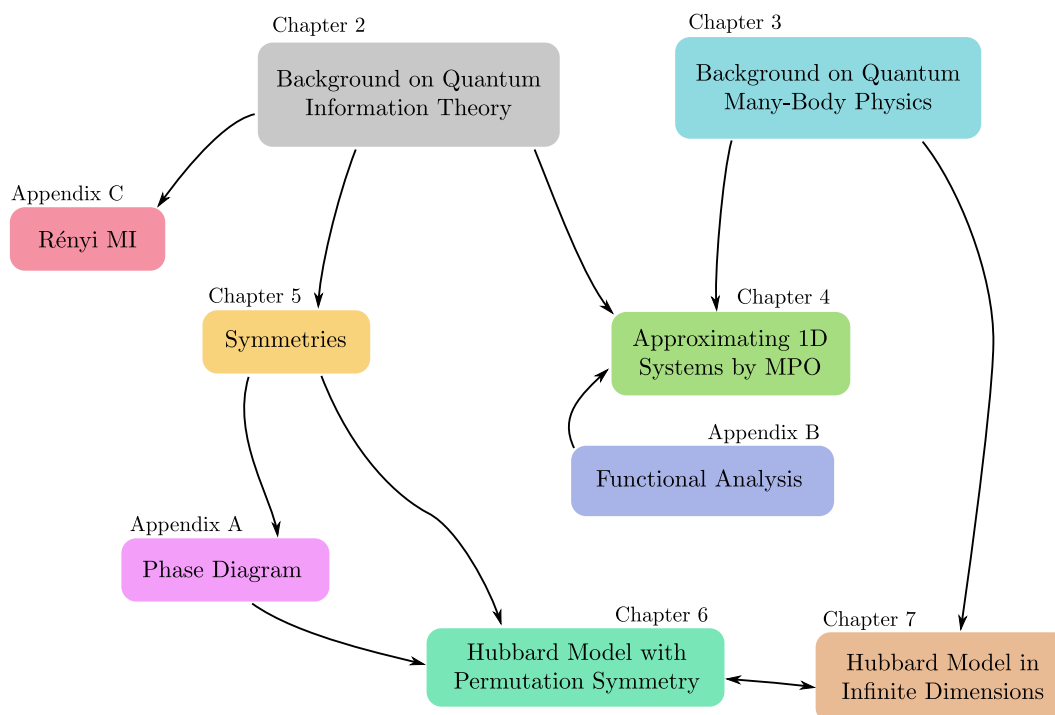 Chapter 2
Background on Quantum
Information Theory
Chapter 3
Background on Quantum
Many-Body Physics
Appendix C
Rényi MI
Chapter 5
Symmetries
Chapter 4
Approximating 1D
Systems by MPO
Appendix B
Functional Analysis
Appendix A
Phase Diagram
Chapter 6
Hubbard Model with
Permutation Symmetry
Chapter 7
Hubbard Model in
Infinite Dimensions